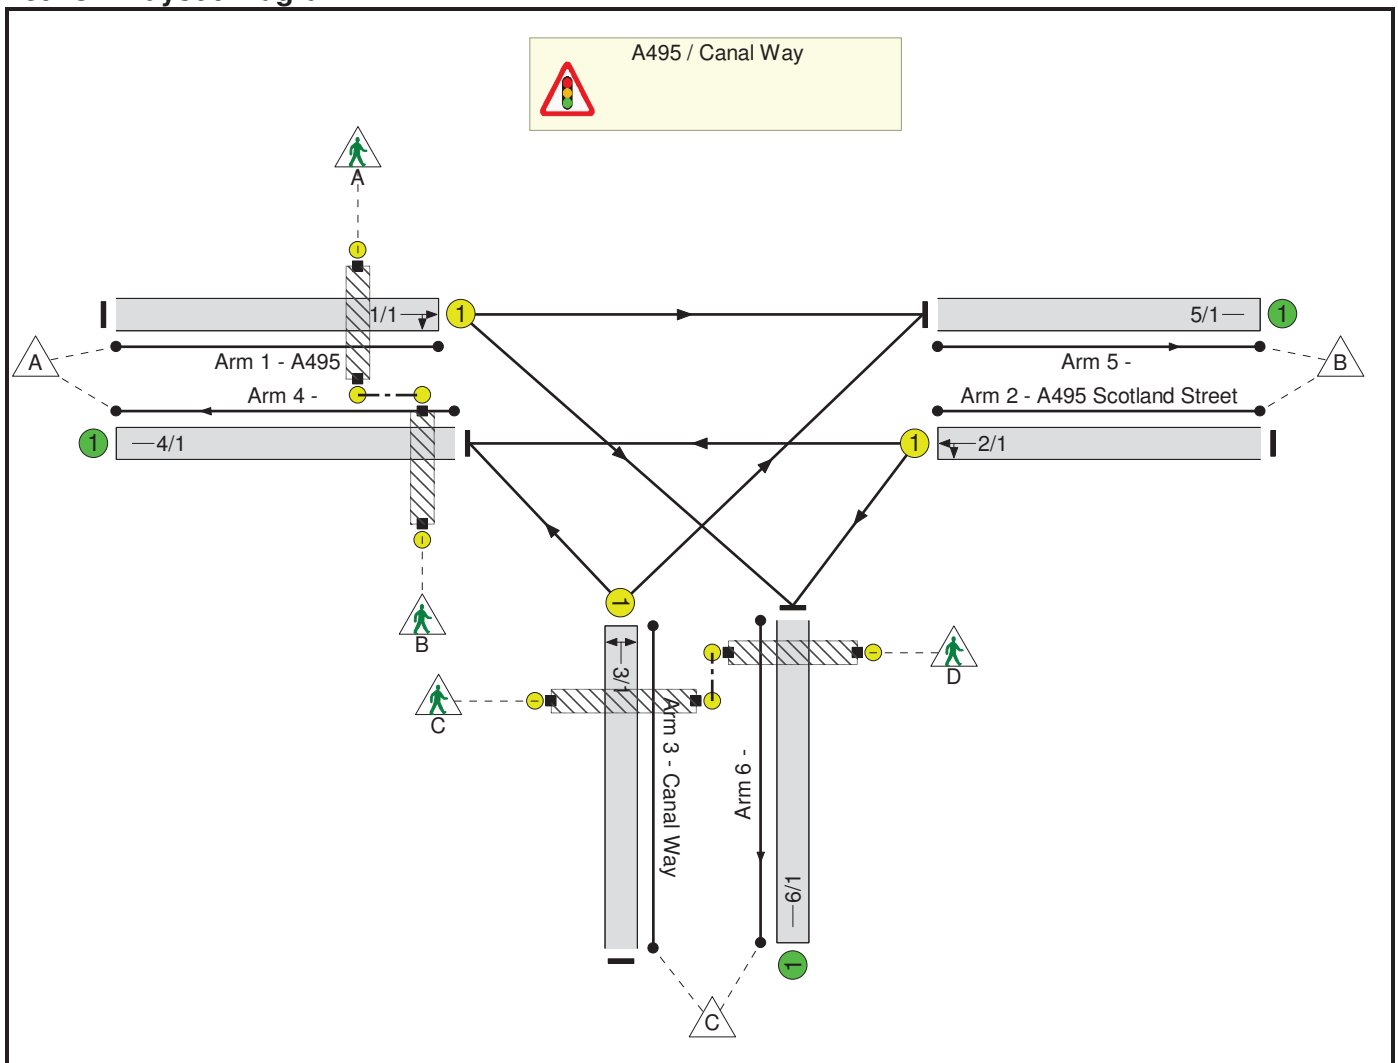 A495 / Canal Way
A
1/1
1
5/1
1
A
Arm 1 - A495
Arm 5 -
B
Arm 4 -
Arm 2 - A495 Scotland Street
1
4/1
1
2/1
1
B
3/1
D
C
Arm 3 - Canal Way
Arm 6 -
6/1
1
C